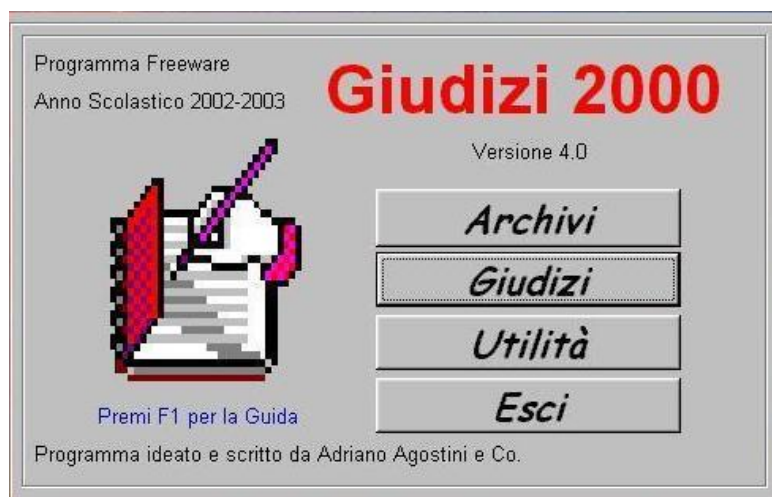 Programma Freeware
Anno Scolastico 2002-2003
Giudizi 2000
Versione 4.0
Archivi
Giudizi
Utilità
Esci
Premi F1 per la Guida
Programma ideato e scritto da Adriano Agostini e Co.